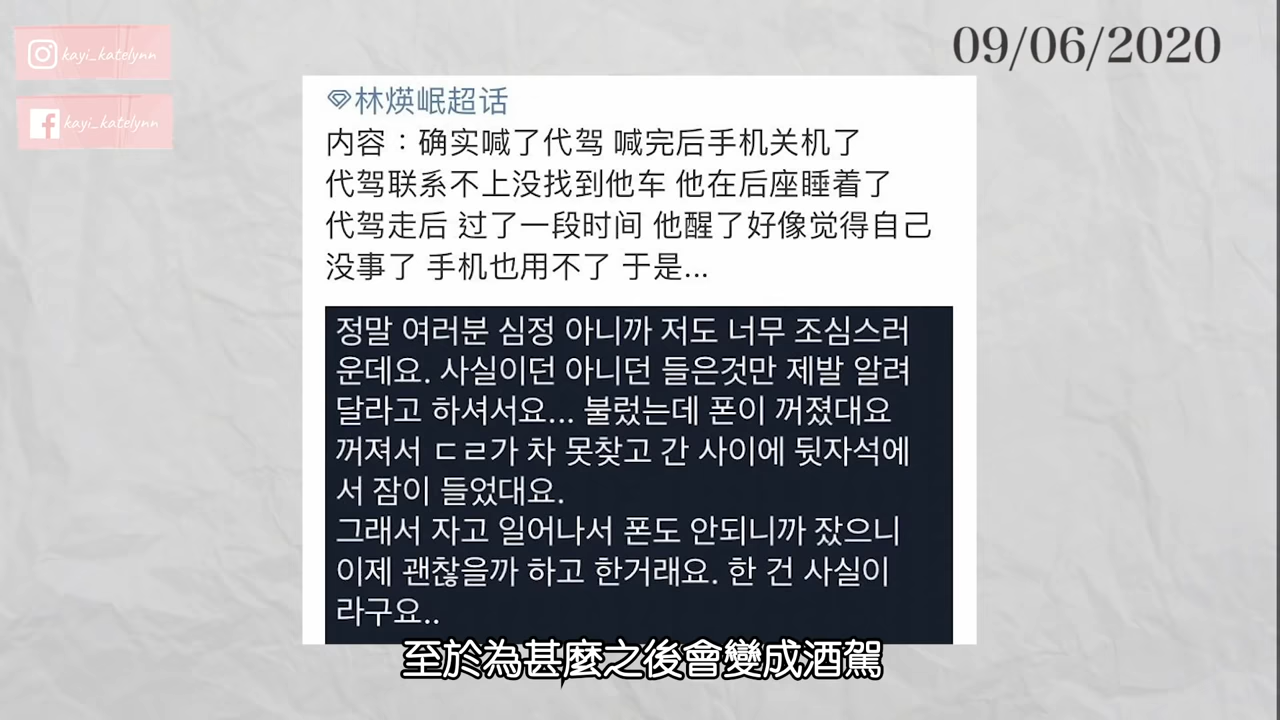 kayi_katelynn
kayi_katelynn
09/06/2020
林煐岷超话
内容：确实喊了代驾 喊完后手机关机了
代驾联系不上没找到他车 他在后座睡着了
代驾走后 过了一段时间 他醒了好像觉得自己
没事了 手机也用不了 于是...
정말 여러분 심정 아니까 저도 너무 조심스러
운데요. 사실이던 아니던 들은것만 제발 알려
달라고 하셔서요... 불렀는데 폰이 꺼졌대요
꺼져서 ㄷㄹ가 차 못찾고 간 사이에 뒷자석에
서 잠이 들었대요.
그래서 자고 일어나서 폰도 안되니까 잤으니
이제 괜찮을까 하고 한거래요. 한 건 사실이
라구요..
至於為甚麼之後會變成酒駕